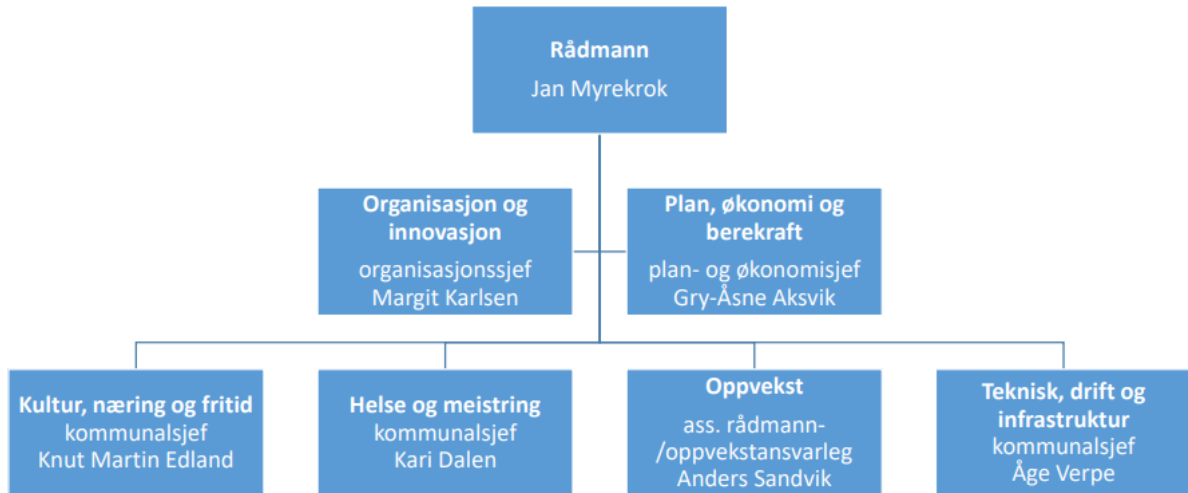 Rådmann
Jan Myrekrok
Organisasjon og
innovasjon
organisasjonssjef
Margit Karlsen
Plan, økonomi og
berekraft
plan- og økonomisjef
Gry-Åsne Aksvik
Kultur, næring og fritid
kommunalsjef
Knut Martin Edland
Helse og meistring
kommunalsjef
Kari Dalen
Oppvekst
ass. rådmann-
/oppvekstansvarleg
Anders Sandvik
Teknisk, drift og
infrastruktur
kommunalsjef
Åge Verpe